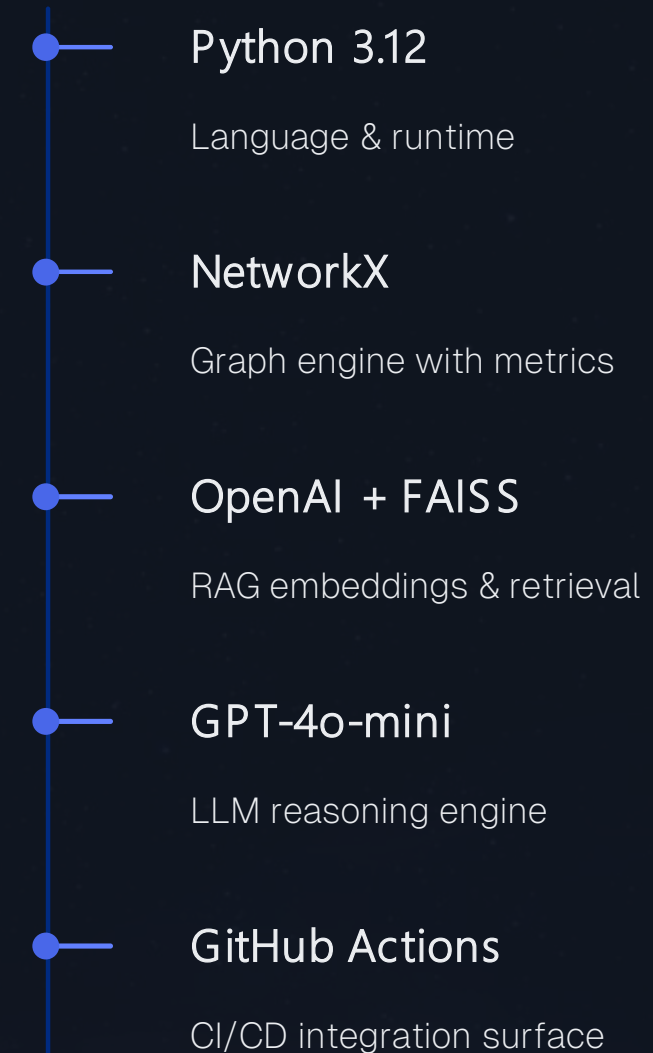 Python 3.12
Language & runtime
NetworkX
Graph engine with metrics
OpenAI + FAISS
RAG embeddings & retrieval
GPT-4o-mini
LLM reasoning engine
GitHub Actions
CI/CD integration surface